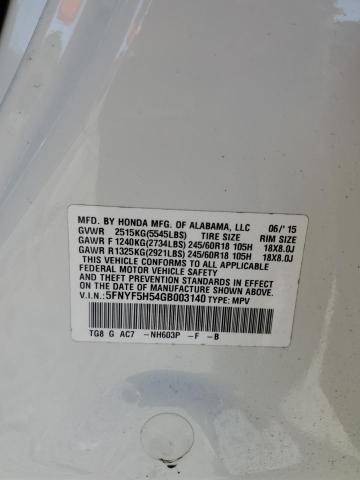 MFD. BY HONDA MFG. OF ALABAMA, LLC 06/'15
GVWR 2515KG(5545LBS) TIRE SIZE RIM SIZE
GAWR F 1240KG(2734LBS) 245/60R18 105H 18X8.0J
GAWR R 1325KG(2921LBS) 245/60R18 105H 18X8.0J
THIS VEHICLE CONFORMS TO ALL APPLICABLE
FEDERAL MOTOR VEHICLE SAFETY, BUMPER,
AND THEFT PREVENTION STANDARDS IN EFFECT
ON THE DATE OF MANUFACTURE SHOWN ABOVE.
V.I.N.:5FNYF5H54GB003140 TYPE: MPV
TG8 G AC7 -NH603P -F -B